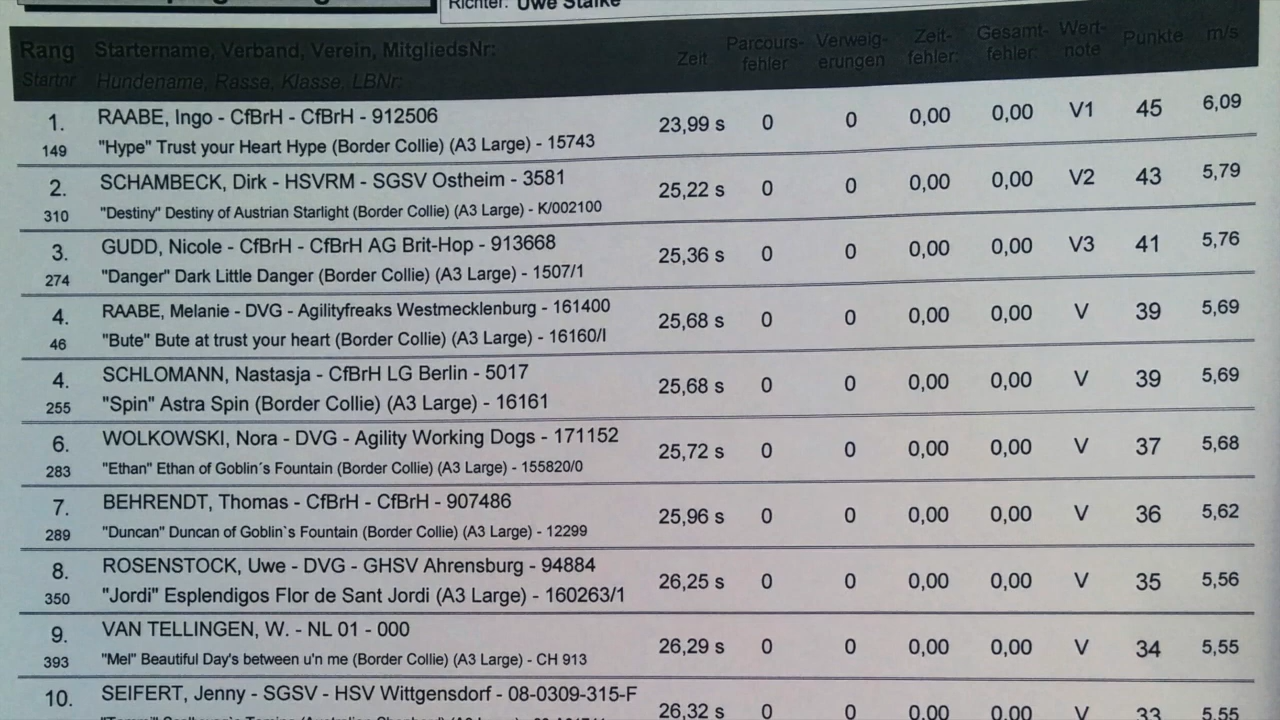 Richter: Uwe Stalke
Rang Startername, Verband, Verein, MitgliedsNr: Zeit Parcours- Verweig- Zeit- Gesamt- Wert- Punkte m/s
Startnr Hundename, Rasse, Klasse, LBNr: fehler erungen fehler: fehler: note
1. RAABE, Ingo - CfBrH - CfBrH - 912506 23,99 s 0 0 0,00 0,00 V1 45 6,09
149 "Hype" Trust your Heart Hype (Border Collie) (A3 Large) - 15743
2. SCHAMBECK, Dirk - HSVRM - SGSV Ostheim - 3581 25,22 s 0 0 0,00 0,00 V2 43 5,79
310 "Destiny" Destiny of Austrian Starlight (Border Collie) (A3 Large) - K/002100
3. GUDD, Nicole - CfBrH - CfBrH AG Brit-Hop - 913668 25,36 s 0 0 0,00 0,00 V3 41 5,76
274 "Danger" Dark Little Danger (Border Collie) (A3 Large) - 1507/1
4. RAABE, Melanie - DVG - Agilityfreaks Westmecklenburg - 161400 25,68 s 0 0 0,00 0,00 V 39 5,69
46 "Bute" Bute at trust your heart (Border Collie) (A3 Large) - 16160/I
4. SCHLOMANN, Nastasja - CfBrH LG Berlin - 5017 25,68 s 0 0 0,00 0,00 V 39 5,69
255 "Spin" Astra Spin (Border Collie) (A3 Large) - 16161
6. WOLKOWSKI, Nora - DVG - Agility Working Dogs - 171152 25,72 s 0 0 0,00 0,00 V 37 5,68
283 "Ethan" Ethan of Goblin´s Fountain (Border Collie) (A3 Large) - 155820/0
7. BEHRENDT, Thomas - CfBrH - CfBrH - 907486 25,96 s 0 0 0,00 0,00 V 36 5,62
289 "Duncan" Duncan of Goblin`s Fountain (Border Collie) (A3 Large) - 12299
8. ROSENSTOCK, Uwe - DVG - GHSV Ahrensburg - 94884 26,25 s 0 0 0,00 0,00 V 35 5,56
350 "Jordi" Esplendigos Flor de Sant Jordi (A3 Large) - 160263/1
9. VAN TELLINGEN, W. - NL 01 - 000 26,29 s 0 0 0,00 0,00 V 34 5,55
393 "Mel" Beautiful Day's between u'n me (Border Collie) (A3 Large) - CH 913
10. SEIFERT, Jenny - SGSV - HSV Wittgensdorf - 08-0309-315-F 26,32 s 0 0 0,00 0,00 V 33 5,55